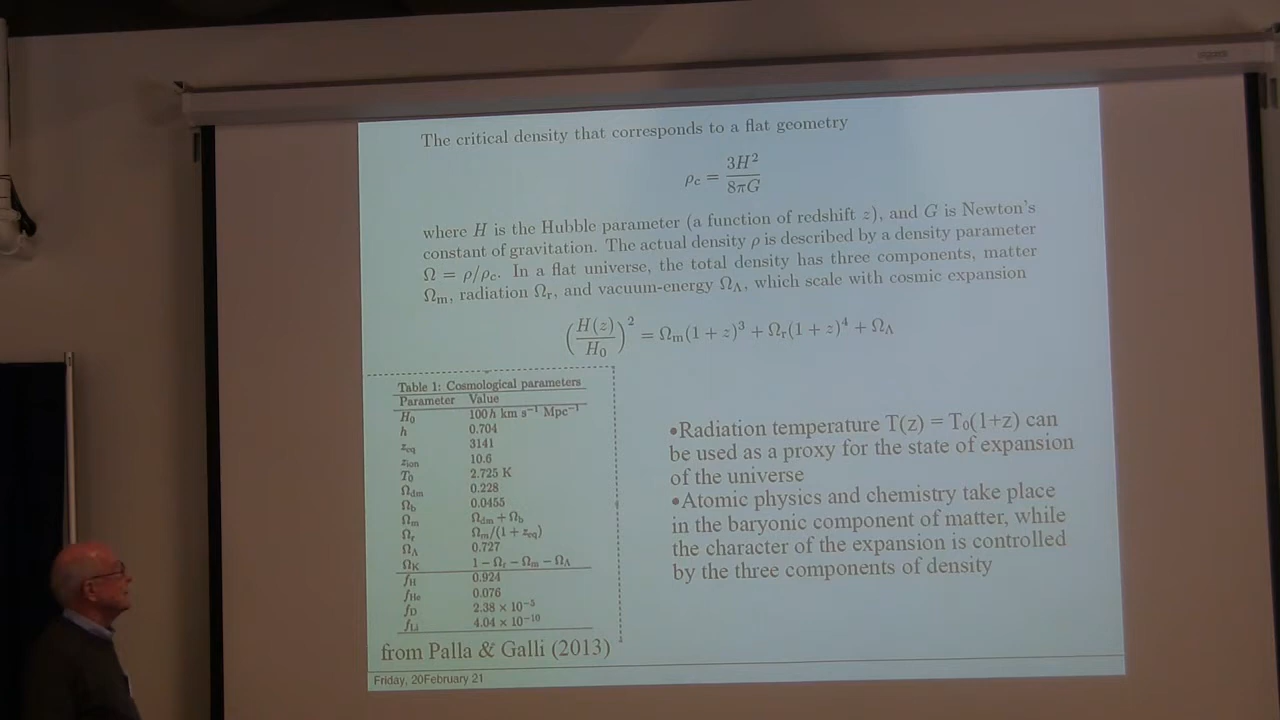 The critical density that corresponds to a flat geometry
ρc = 3H² / 8πG
where H is the Hubble parameter (a function of redshift z), and G is Newton's
constant of gravitation. The actual density ρ is described by a density parameter
Ω = ρ/ρc. In a flat universe, the total density has three components, matter
Ωm, radiation Ωr, and vacuum-energy ΩΛ, which scale with cosmic expansion
(H(z) / H0)² = Ωm(1 + z)³ + Ωr(1 + z)⁴ + ΩΛ
Table 1: Cosmological parameters
Parameter Value
H0 100h km s⁻¹ Mpc⁻¹
h 0.704
zeq 3141
zion 10.6
T0 2.725 K
Ωdm 0.228
Ωb 0.0455
Ωm Ωdm + Ωb
Ωr Ωm/(1 + zeq)
ΩΛ 0.727
ΩK 1 − Ωr − Ωm − ΩΛ
fH 0.924
fHe 0.076
fD 2.38 × 10⁻⁵
fLi 4.04 × 10⁻¹⁰
from Palla & Galli (2013)
•Radiation temperature T(z) = T₀(1+z) can
be used as a proxy for the state of expansion
of the universe
•Atomic physics and chemistry take place
in the baryonic component of matter, while
the character of the expansion is controlled
by the three components of density
Friday, 20February 21